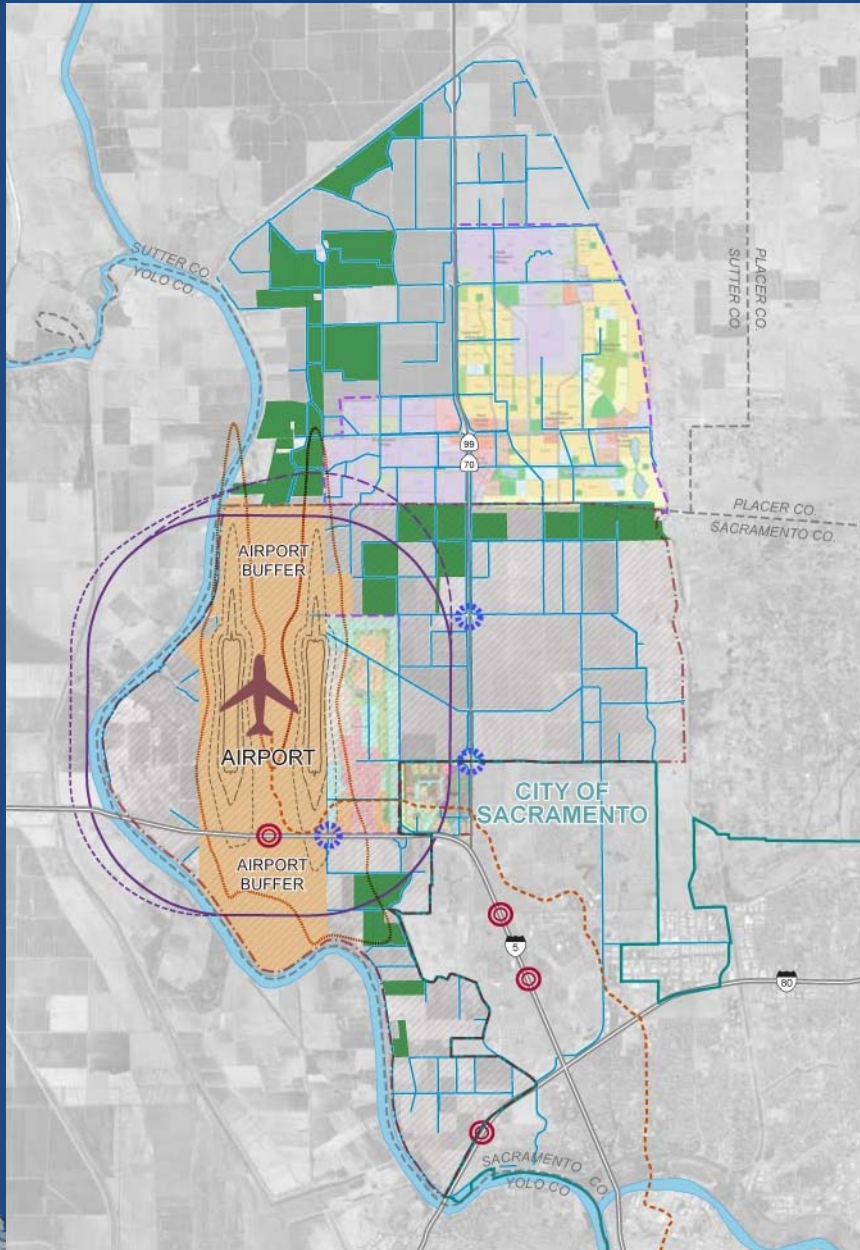 SUTTER CO.
YOLO CO.
PLACER CO.
SUTTER CO.
99
70
PLACER CO.
SACRAMENTO CO.
AIRPORT
BUFFER
AIRPORT
CITY OF
SACRAMENTO
AIRPORT
BUFFER
5
80
SACRAMENTO CO.
YOLO CO